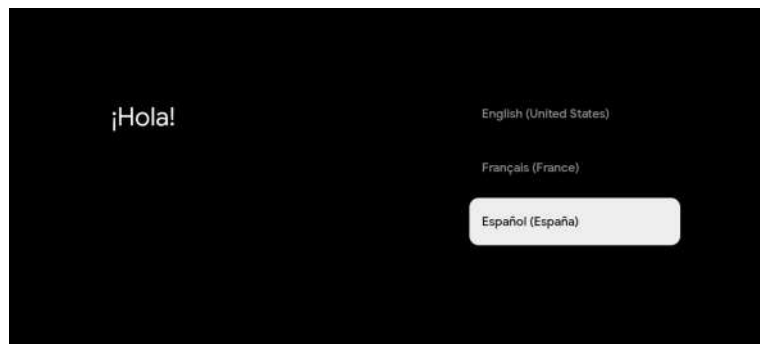 ¡Hola!
English (United States)
Français (France)
Español (España)